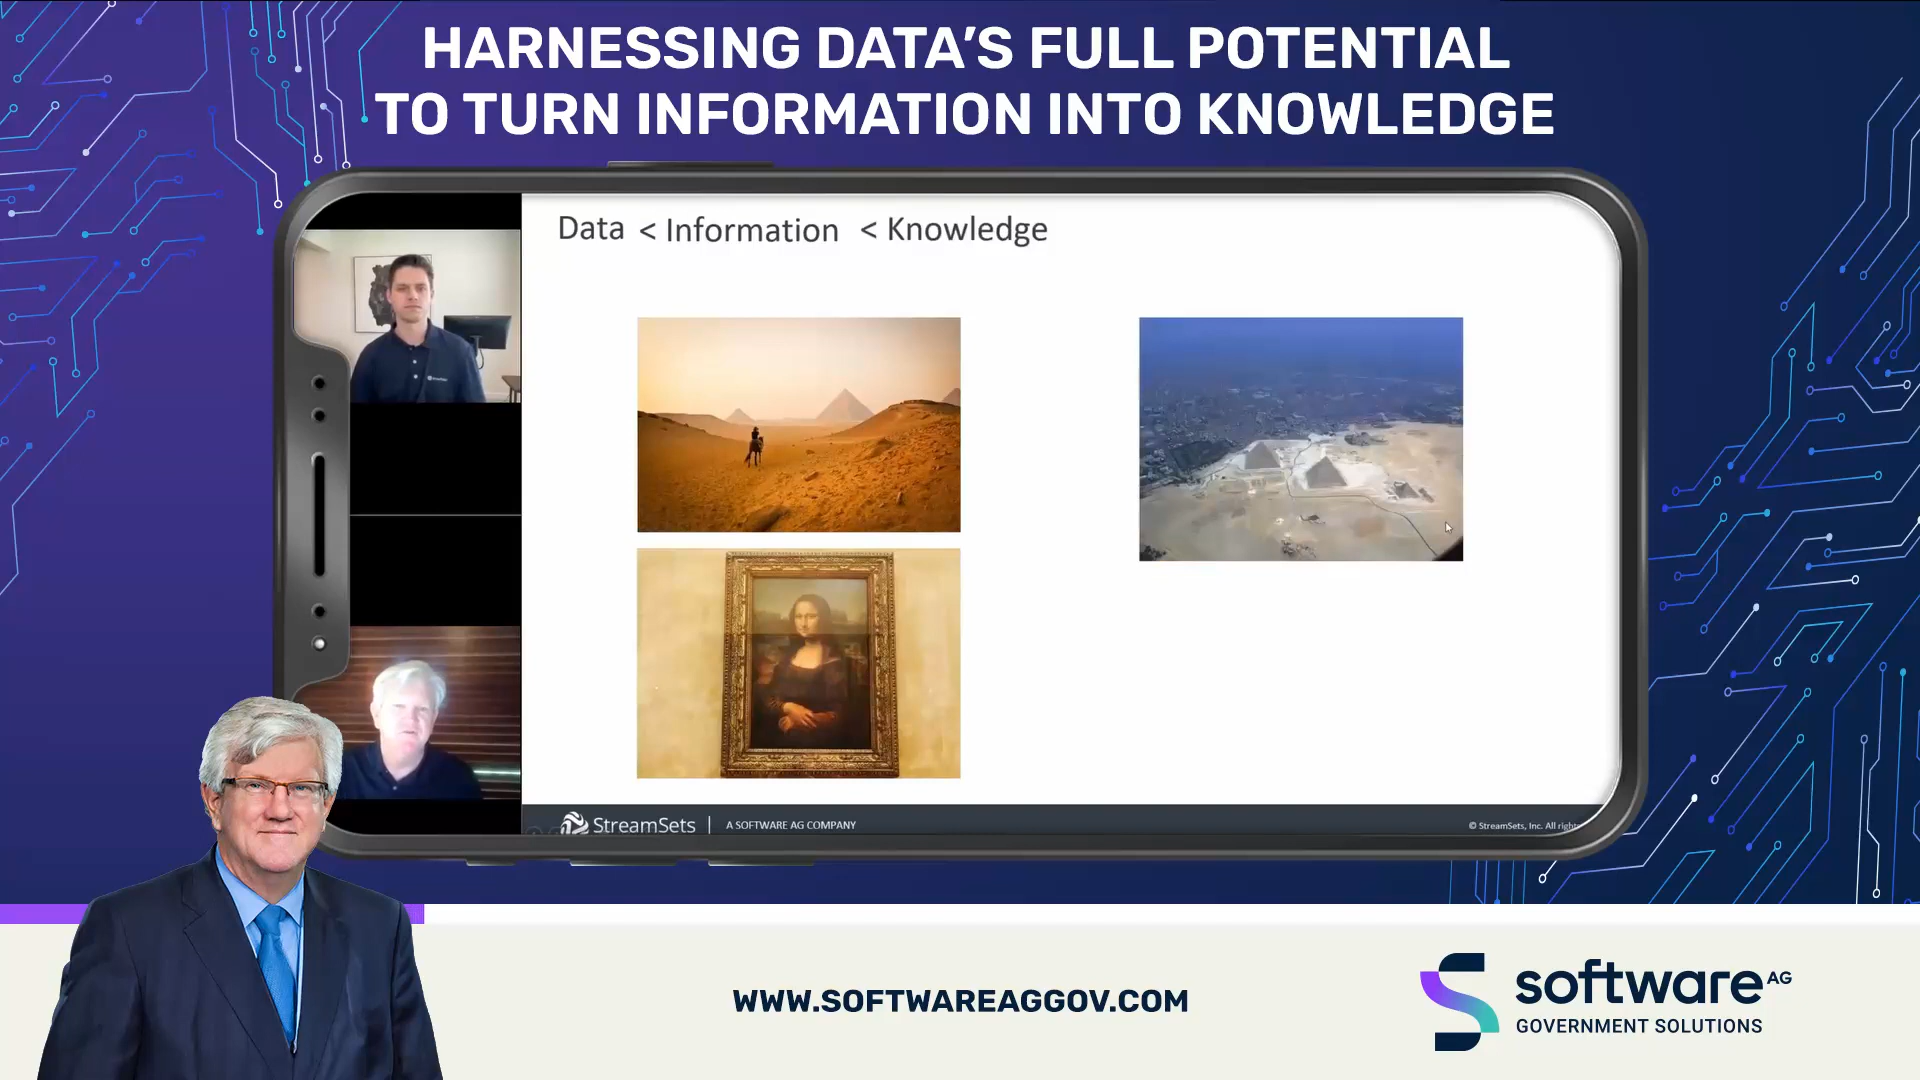 HARNESSING DATA'S FULL POTENTIAL
TO TURN INFORMATION INTO KNOWLEDGE
Data < Information < Knowledge
StreamSets | A SOFTWARE AG COMPANY
© StreamSets, Inc. All rights
WWW.SOFTWAREAGGOV.COM
software AG
GOVERNMENT SOLUTIONS